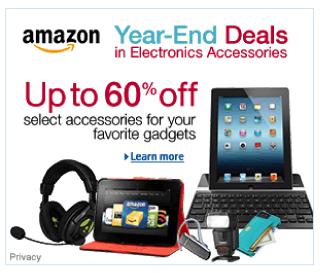 amazon
Year-End Deals
in Electronics Accessories
Up to 60% off
select accessories for your
favorite gadgets
Learn more
amazon
Privacy